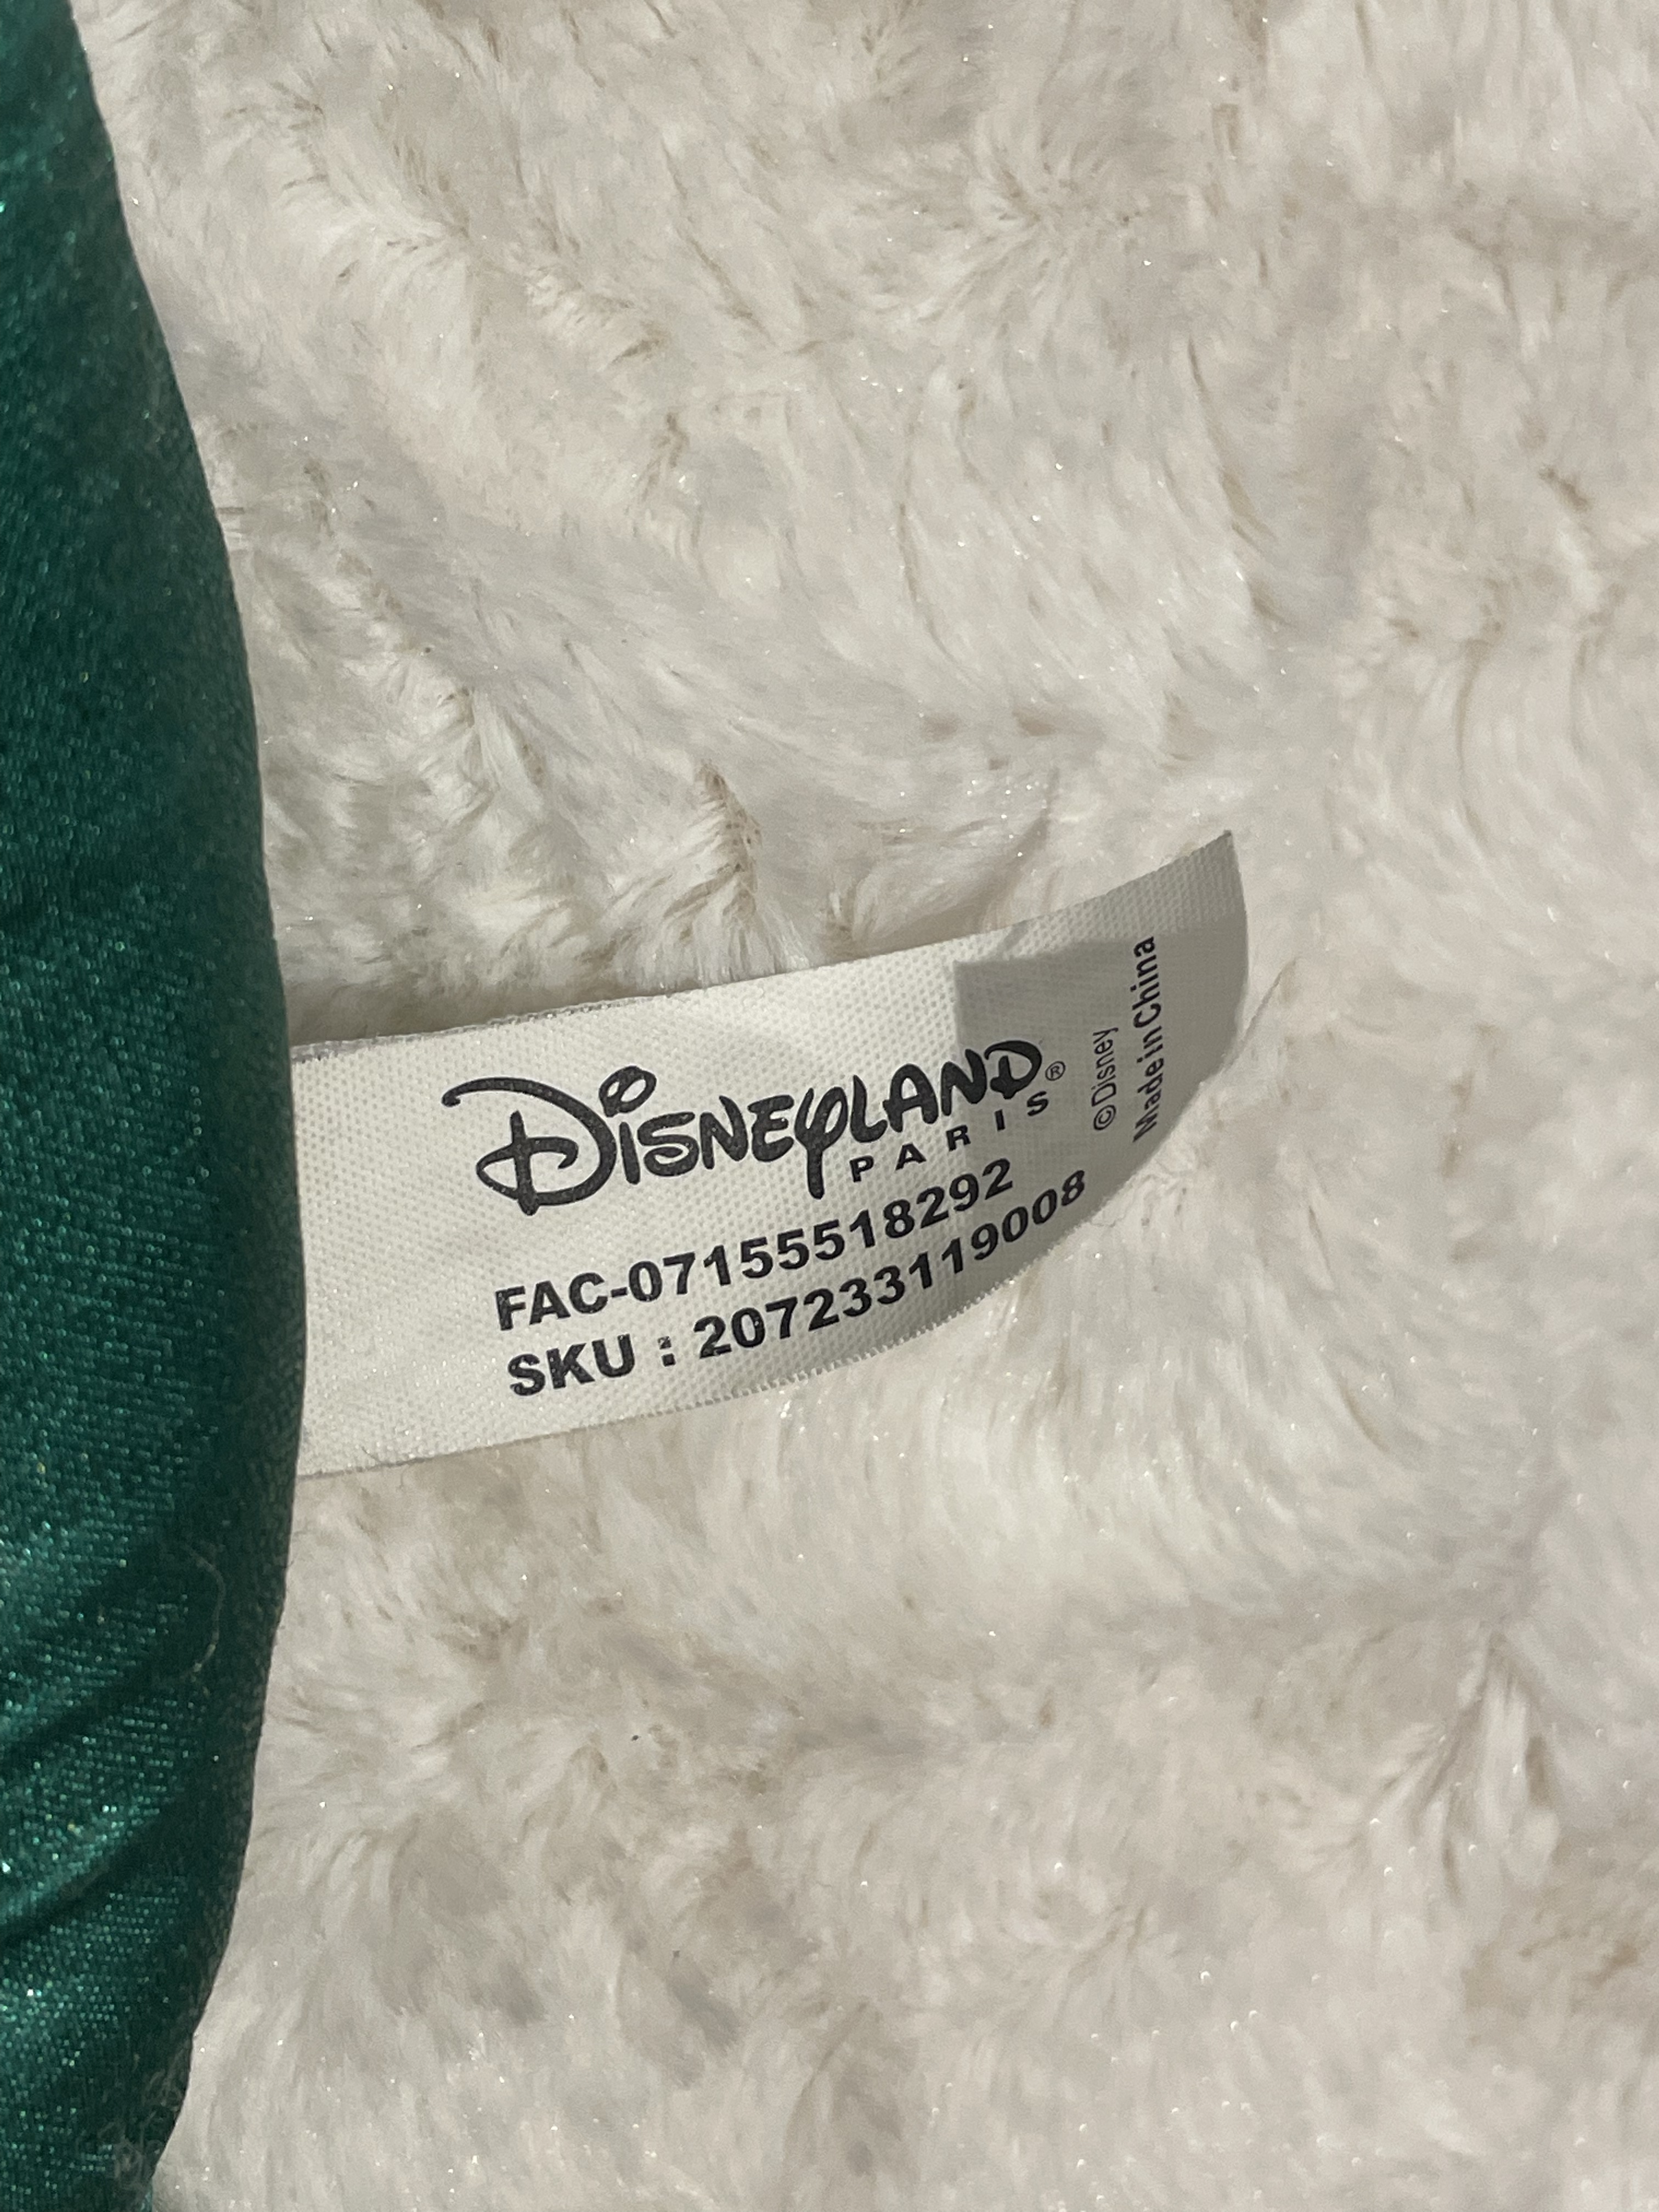 Disneyland®
PARIS
FAC-07155518292
SKU : 207233119008
©Disney
Made in China